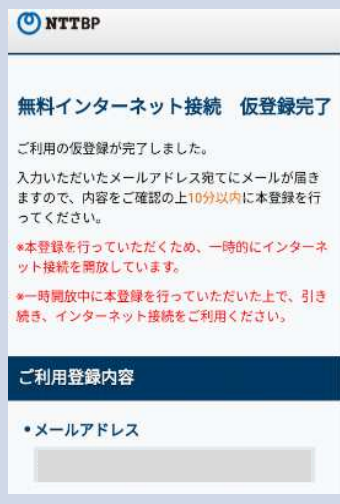 NTTBP
無料インターネット接続　仮登録完了
ご利用の仮登録が完了しました。
入力いただいたメールアドレス宛てにメールが届き
ますので、内容をご確認の上10分以内に本登録を行
ってください。
※本登録を行っていただくため、一時的にインターネ
ット接続を開放しています。
※一時開放中に本登録を行っていただいた上で、引き
続き、インターネット接続をご利用ください。
ご利用登録内容
•メールアドレス